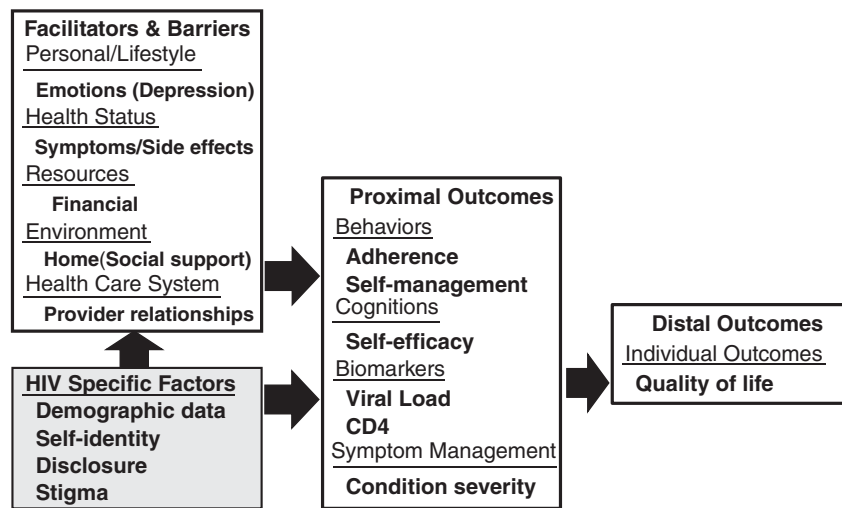 Facilitators & Barriers
Personal/Lifestyle
Emotions (Depression)
Health Status
Symptoms/Side effects
Resources
Financial
Environment
Home(Social support)
Health Care System
Provider relationships
HIV Specific Factors
Demographic data
Self-identity
Disclosure
Stigma
Proximal Outcomes
Behaviors
Adherence
Self-management
Cognitions
Self-efficacy
Biomarkers
Viral Load
CD4
Symptom Management
Condition severity
Distal Outcomes
Individual Outcomes
Quality of life